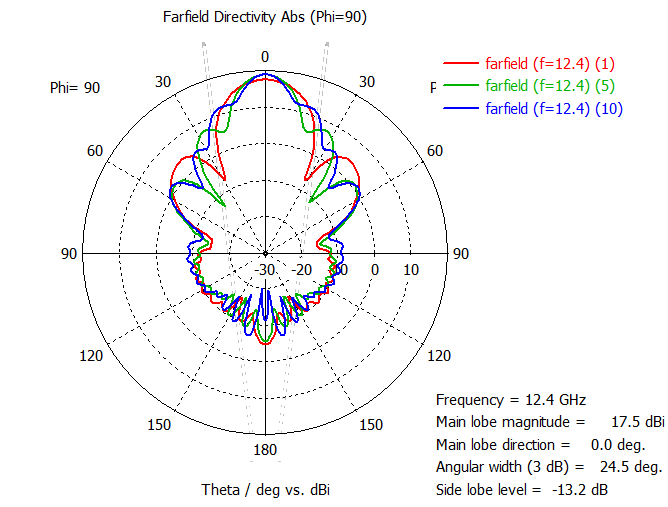 Farfield Directivity Abs (Phi=90)
0
Phi= 90
30
30
P
farfield (f=12.4) (1)
farfield (f=12.4) (5)
farfield (f=12.4) (10)
60
60
90
90
-30 -20 -10 0 10
120
120
150
150
180
Frequency = 12.4 GHz
Main lobe magnitude = 17.5 dBi
Main lobe direction = 0.0 deg.
Angular width (3 dB) = 24.5 deg.
Side lobe level = -13.2 dB
Theta / deg vs. dBi